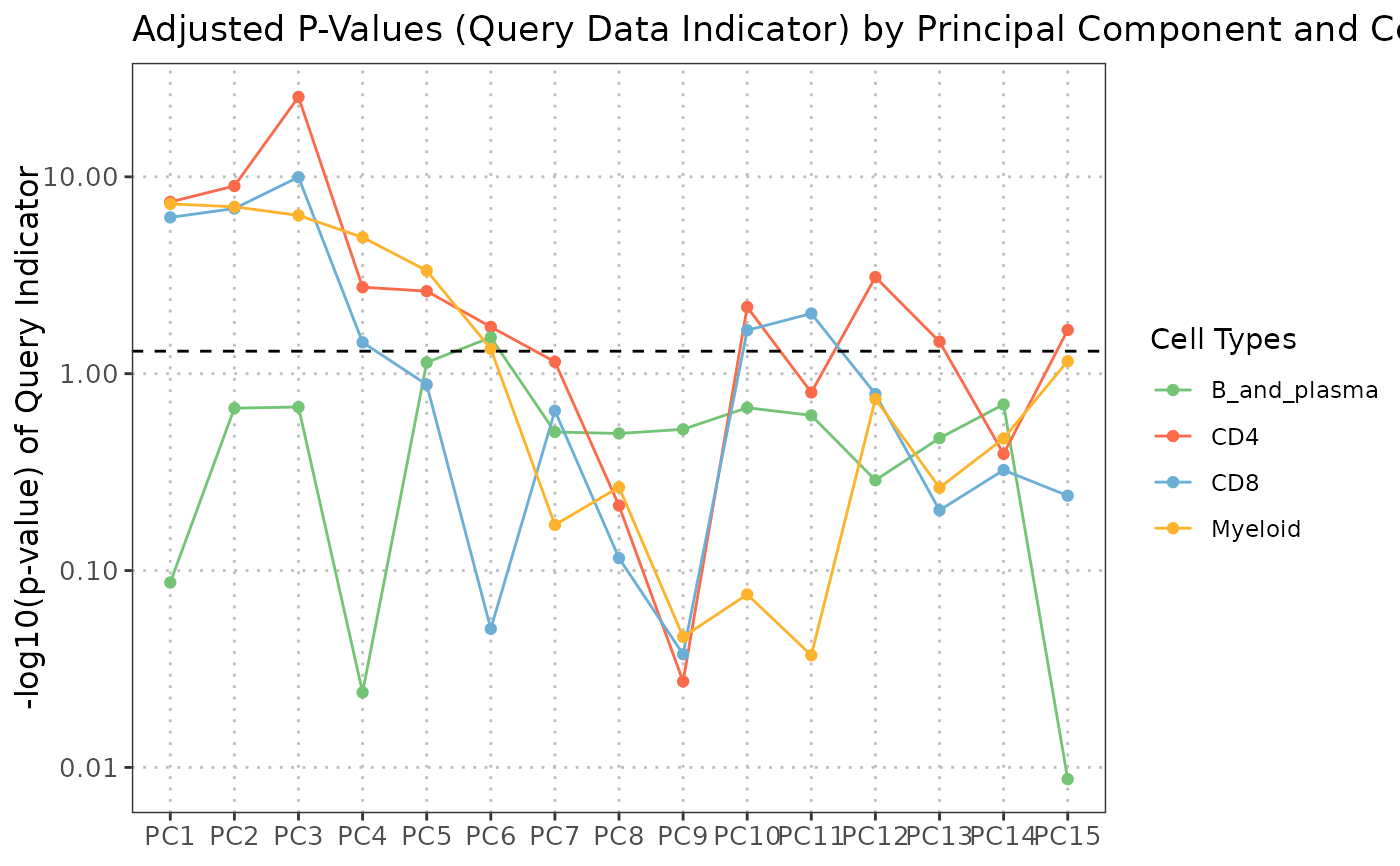 Adjusted P-Values (Query Data Indicator) by Principal Component and C
-log10(p-value) of Query Indicator
10.00
1.00
0.10
0.01
PC1 PC2 PC3 PC4 PC5 PC6 PC7 PC8 PC9 PC10 PC11 PC12 PC13 PC14 PC15
Cell Types
B_and_plasma
CD4
CD8
Myeloid